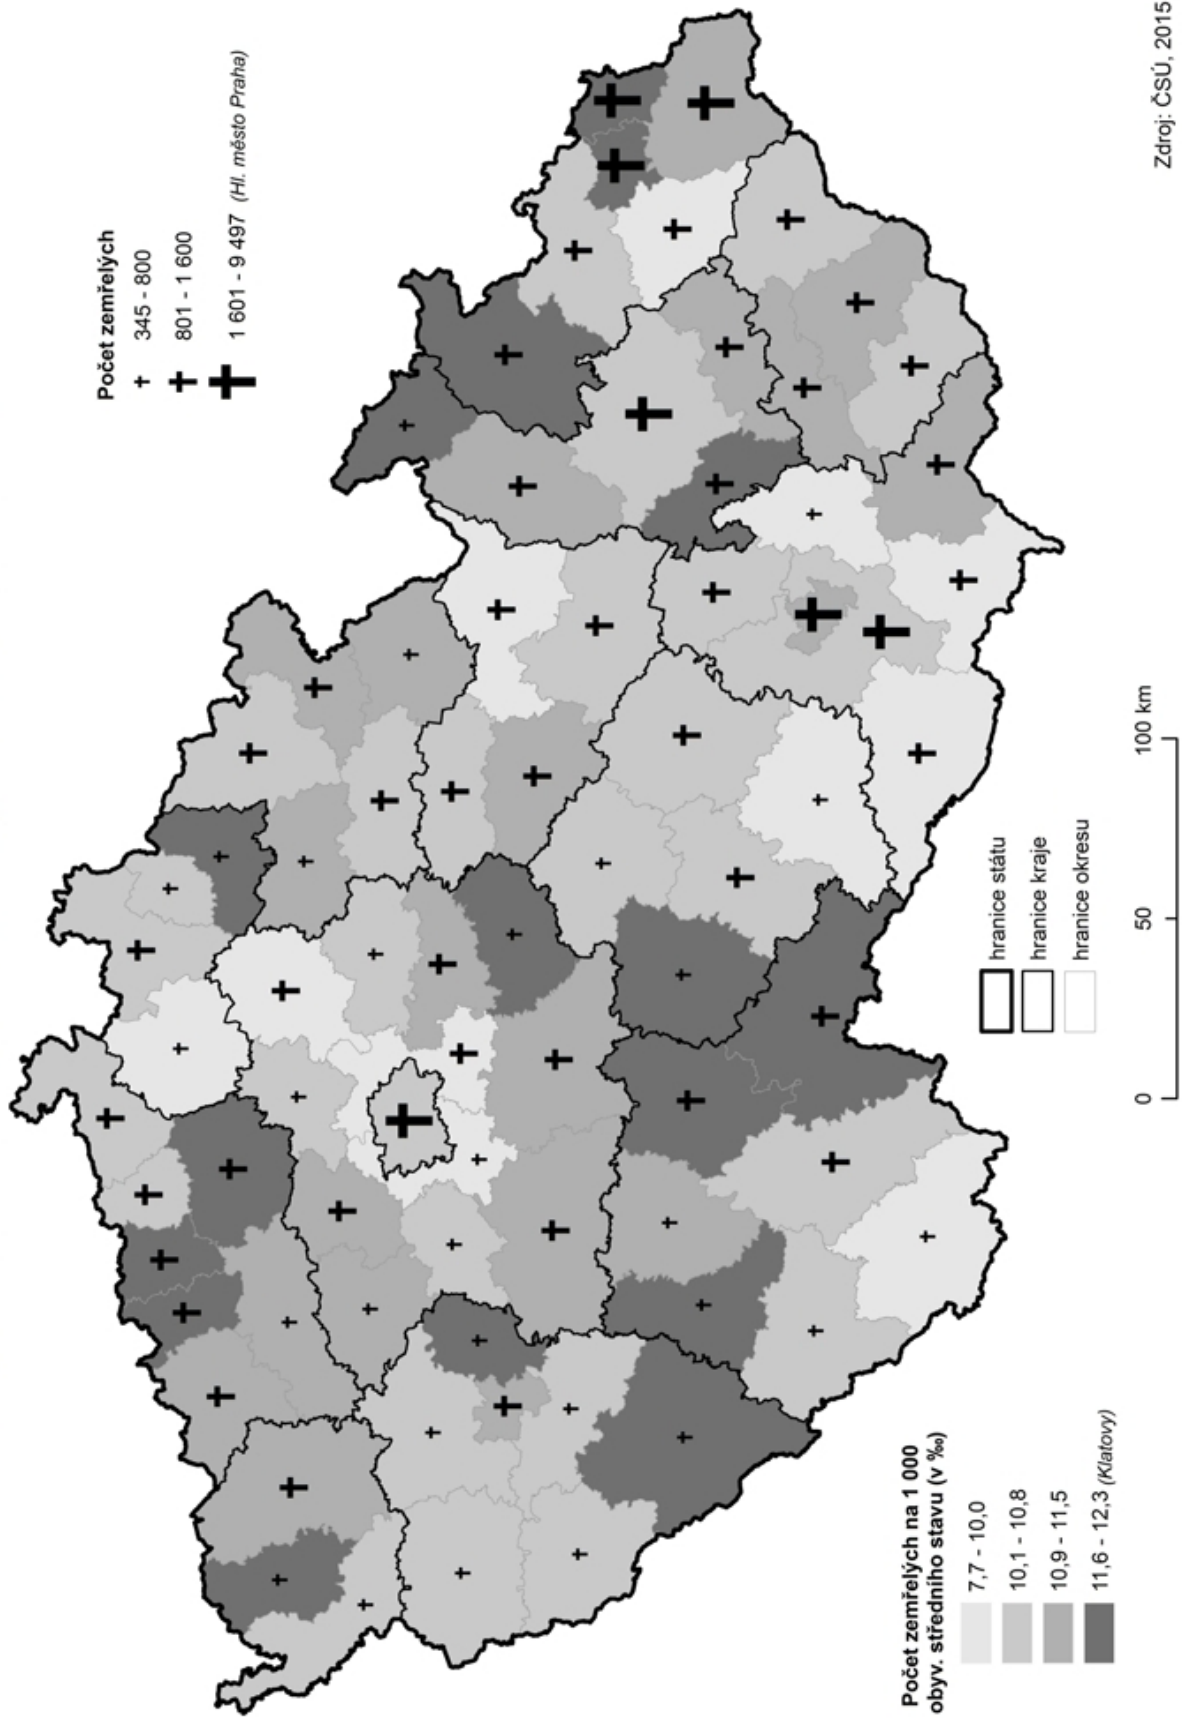 Počet zemřelých
345 - 800
801 - 1 600
1 601 - 9 497 (Hl. město Praha)
Počet zemřelých na 1 000
obyv. středního stavu (v ‰)
7,7 - 10,0
10,1 - 10,8
10,9 - 11,5
11,6 - 12,3 (Klatovy)
hranice státu
hranice kraje
hranice okresu
0 50 100 km
Zdroj: ČSÚ, 2015